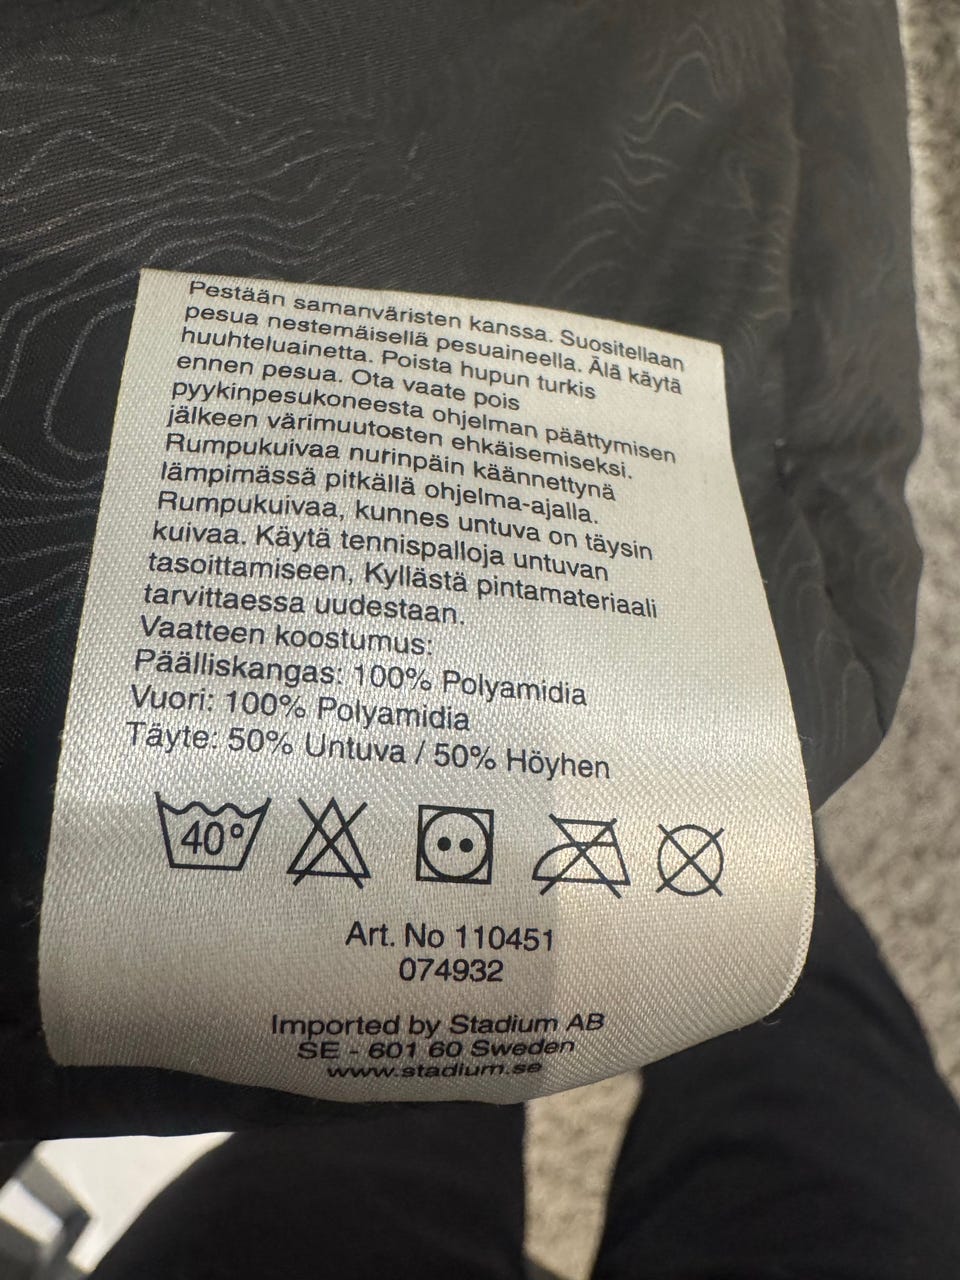 Pestään samanväristen kanssa. Suositellaan
pesua nestemäisellä pesuaineella. Älä käytä
huuhteluainetta. Poista hupun turkis
ennen pesua. Ota vaate pois
pyykinpesukoneesta ohjelman päättymisen
jälkeen värimuutosten ehkäisemiseksi.
Rumpukuivaa nurinpäin käännettynä
lämpimässä pitkällä ohjelma-ajalla.
Rumpukuivaa, kunnes untuva on täysin
kuivaa. Käytä tennispalloja untuvan
tasoittamiseen, Kyllästä pintamateriaali
tarvittaessa uudestaan.
Vaatteen koostumus:
Päälliskangas: 100% Polyamidia
Vuori: 100% Polyamidia
Täyte: 50% Untuva / 50% Höyhen
40°
Art. No 110451
074932
Imported by Stadium AB
SE - 601 60 Sweden
www.stadium.se